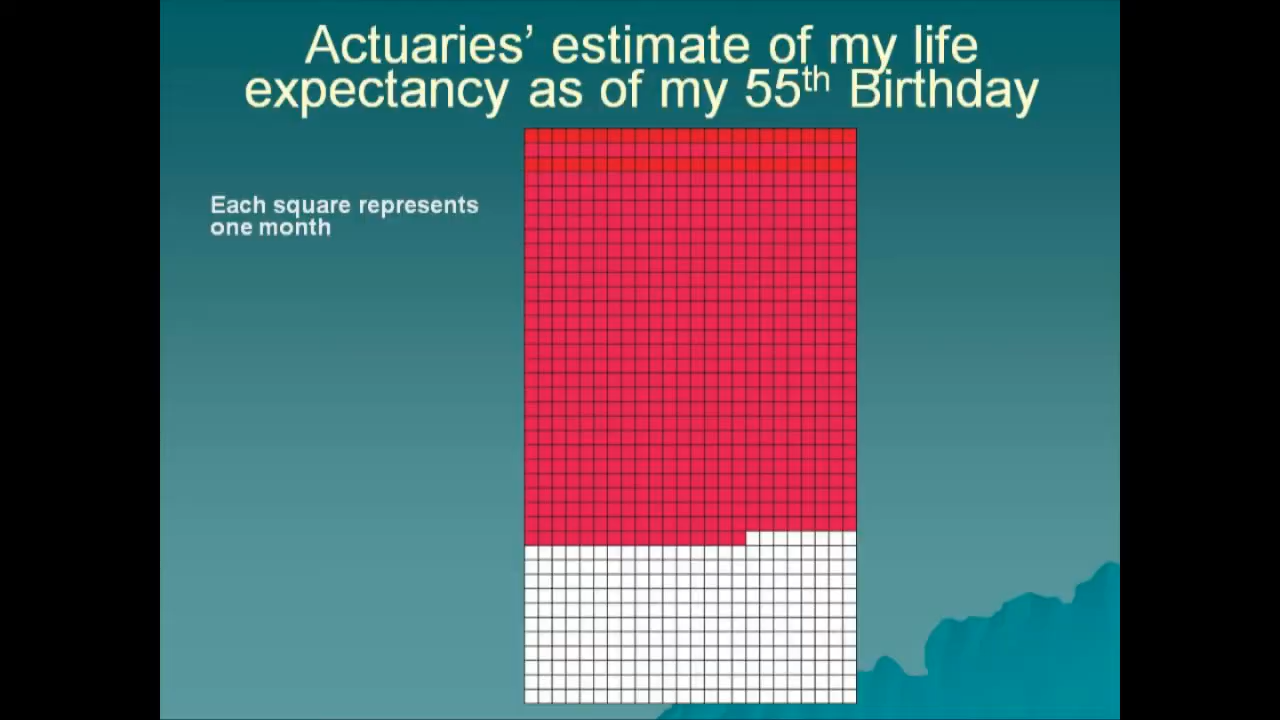 Actuaries’ estimate of my life
expectancy as of my 55th Birthday
Each square represents
one month